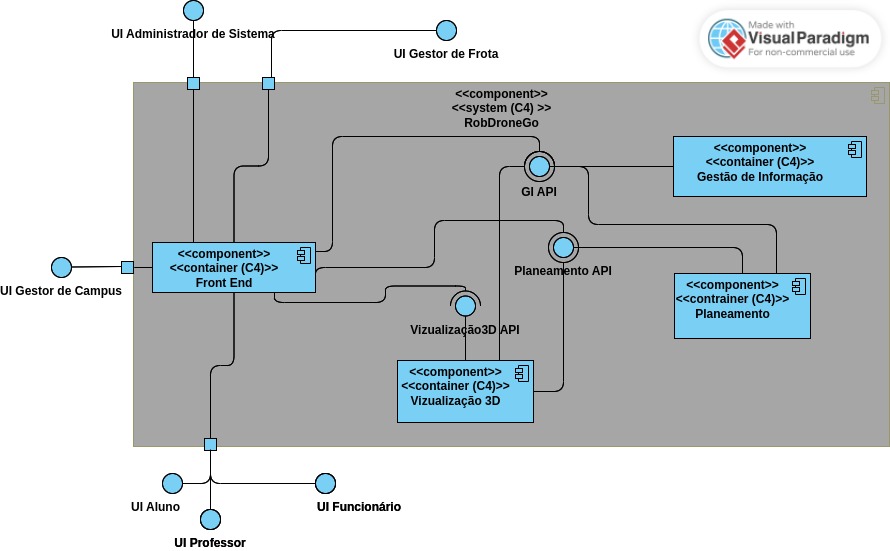 UI Administrador de Sistema
UI Gestor de Frota
Made with
Visual Paradigm
For non-commercial use
<<component>>
<<system (C4) >>
RobDroneGo
GI API
<<component>>
<<container (C4)>>
Gestão de Informação
<<component>>
<<container (C4)>>
Front End
UI Gestor de Campus
Planeamento API
<<component>>
<<contrainer (C4)>>
Planeamento
Vizualização3D API
<<component>>
<<container (C4)>>
Vizualização 3D
UI Aluno
UI Funcionário
UI Professor